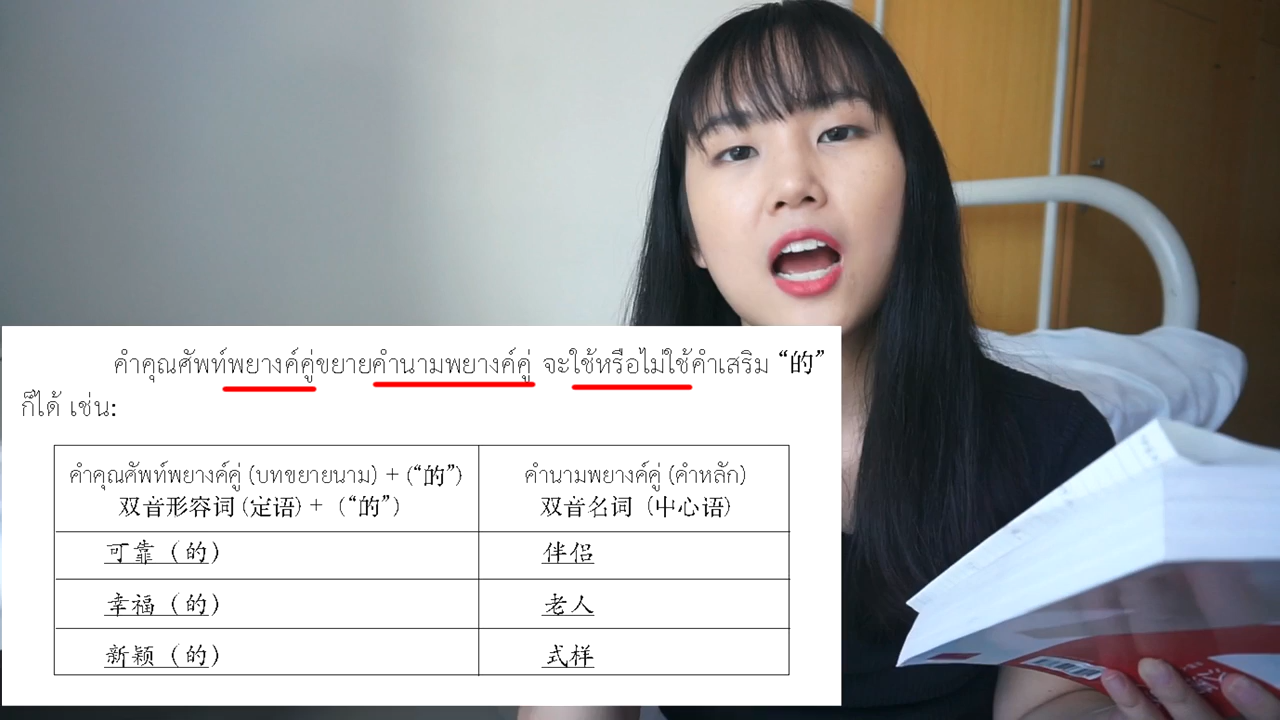 คำคุณศัพท์พยางค์คู่ขยายคำนามพยางค์คู่ จะใช้หรือไม่ใช้คำเสริม “的”
ก็ได้ เช่น:
คำคุณศัพท์พยางค์คู่ (บทขยายนาม) + (“的”)
双音形容词 (定语) + （“的”）
คำนามพยางค์คู่ (คำหลัก)
双音名词（中心语）
可靠（的）
伴侣
幸福（的）
老人
新颖（的）
式样